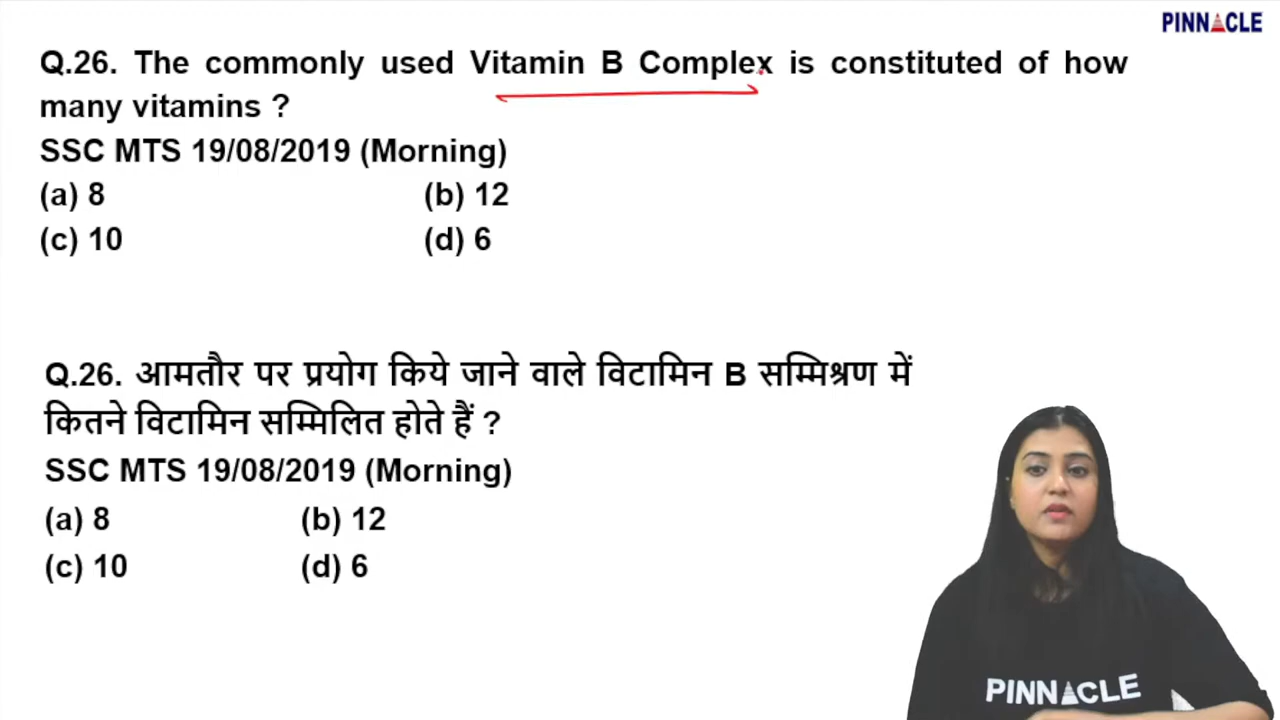 PINNACLE
Q.26. The commonly used Vitamin B Complex is constituted of how
many vitamins ?
SSC MTS 19/08/2019 (Morning)
(a) 8 (b) 12
(c) 10 (d) 6
Q.26. आमतौर पर प्रयोग किये जाने वाले विटामिन B सम्मिश्रण में
कितने विटामिन सम्मिलित होते हैं ?
SSC MTS 19/08/2019 (Morning)
(a) 8 (b) 12
(c) 10 (d) 6
PINNACLE